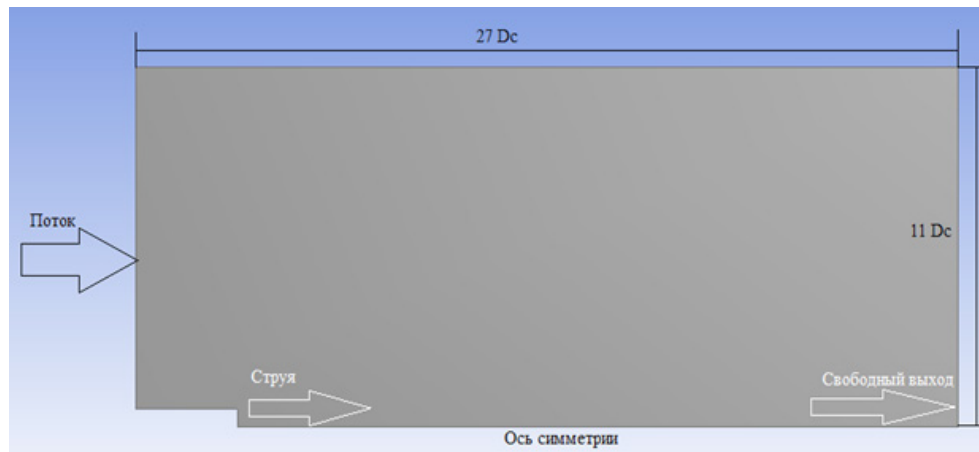 27 Dc
Поток
11 Dc
Струя
Свободный выход
Ось симметрии